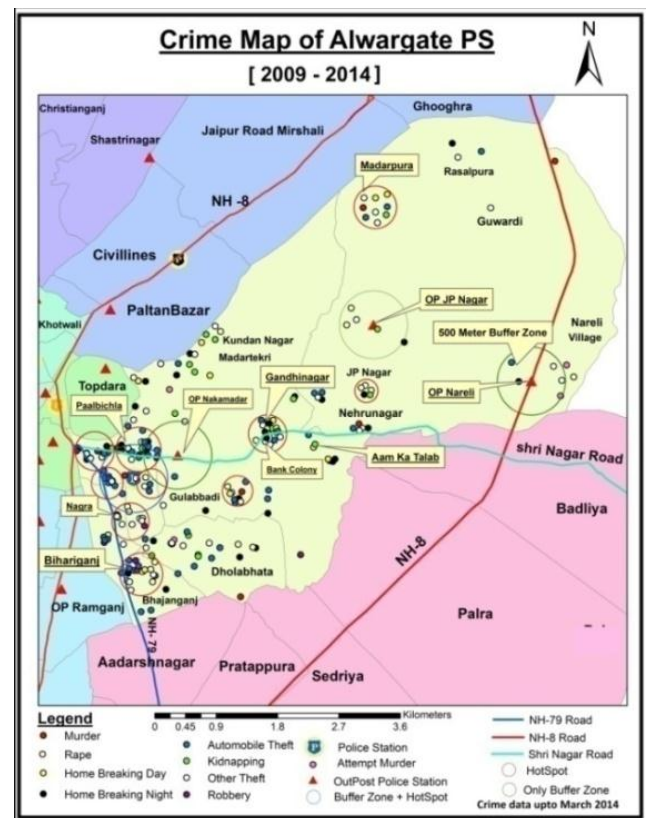 Crime Map of Alwargate PS
[ 2009 - 2014 ]
N
Christianganj
Shastrinagar
Jaipur Road Mirshali
Ghooghra
Madarpura
Rasalpura
NH -8
Guwardi
Civillines
PaltanBazar
OP JP Nagar
Khotwali
Kundan Nagar
Madartekri
500 Meter Buffer Zone
Nareli
Village
Topdara
Gandhinagar
JP Nagar
OP Nareli
Paalbichla
OP Nakamadar
Nehrunagar
Bank Colony
Aam Ka Talab
shri Nagar Road
Nagra
Gulabbadi
Badliya
Bihariganj
NH-8
Dholabhata
OP Ramganj
Bhajanganj
Palra
NH- 79
Aadarshnagar
Pratappura
Sedriya
Legend
Kilometers
0 0.45 0.9 1.8 2.7 3.6
Murder
Rape
Home Breaking Day
Home Breaking Night
Automobile Theft
Kidnapping
Other Theft
Robbery
Police Station
Attempt Murder
OutPost Police Station
Buffer Zone + HotSpot
NH-79 Road
NH-8 Road
Shri Nagar Road
HotSpot
Only Buffer Zone
Crime data upto March 2014